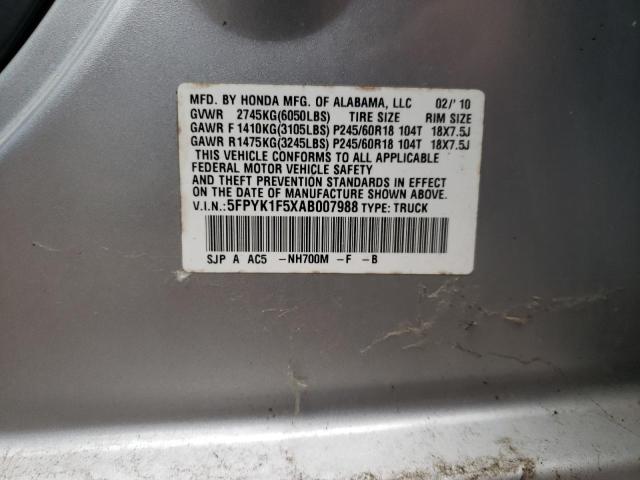 MFD. BY HONDA MFG. OF ALABAMA, LLC 02/'10
GVWR 2745KG(6050LBS) TIRE SIZE RIM SIZE
GAWR F 1410KG(3105LBS) P245/60R18 104T 18X7.5J
GAWR R1475KG(3245LBS) P245/60R18 104T 18X7.5J
THIS VEHICLE CONFORMS TO ALL APPLICABLE
FEDERAL MOTOR VEHICLE SAFETY
AND THEFT PREVENTION STANDARDS IN EFFECT
ON THE DATE OF MANUFACTURE SHOWN ABOVE.
V.I.N.: 5FPYK1F5XAB007988 TYPE: TRUCK
SJP A AC5 -NH700M -F -B